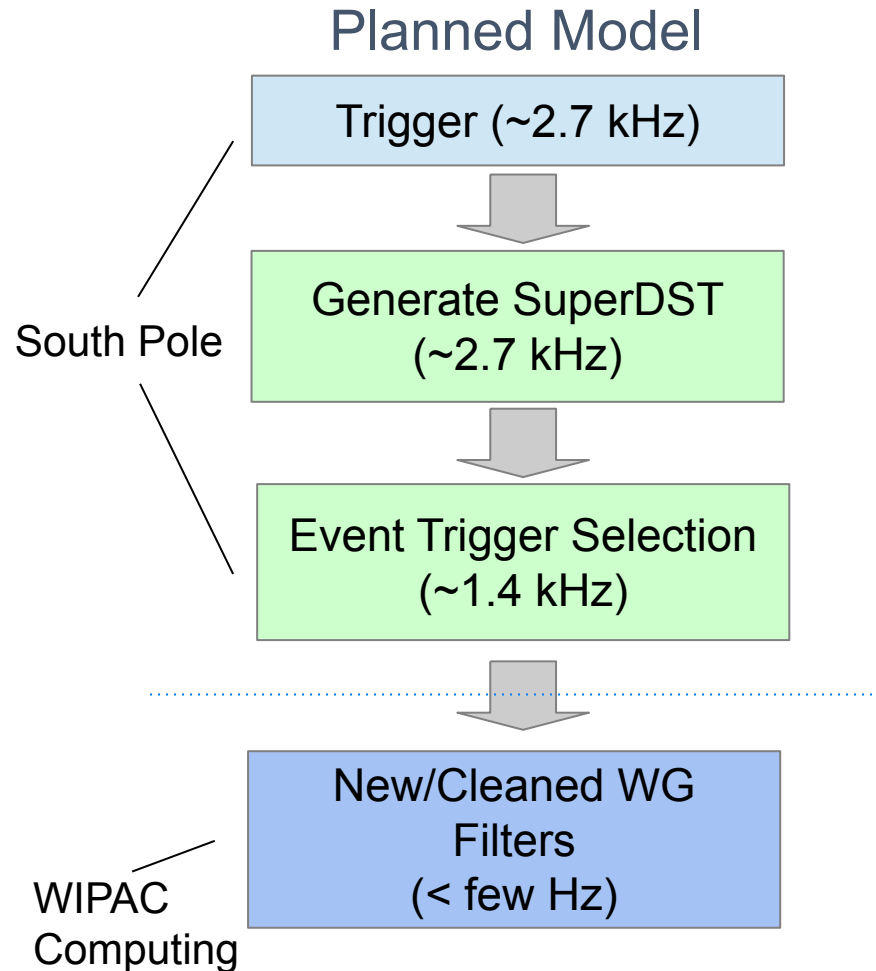 Planned Model
Trigger (~2.7 kHz)
Generate SuperDST
(~2.7 kHz)
South Pole
Event Trigger Selection
(~1.4 kHz)
New/Cleaned WG
Filters
(< few Hz)
WIPAC
Computing